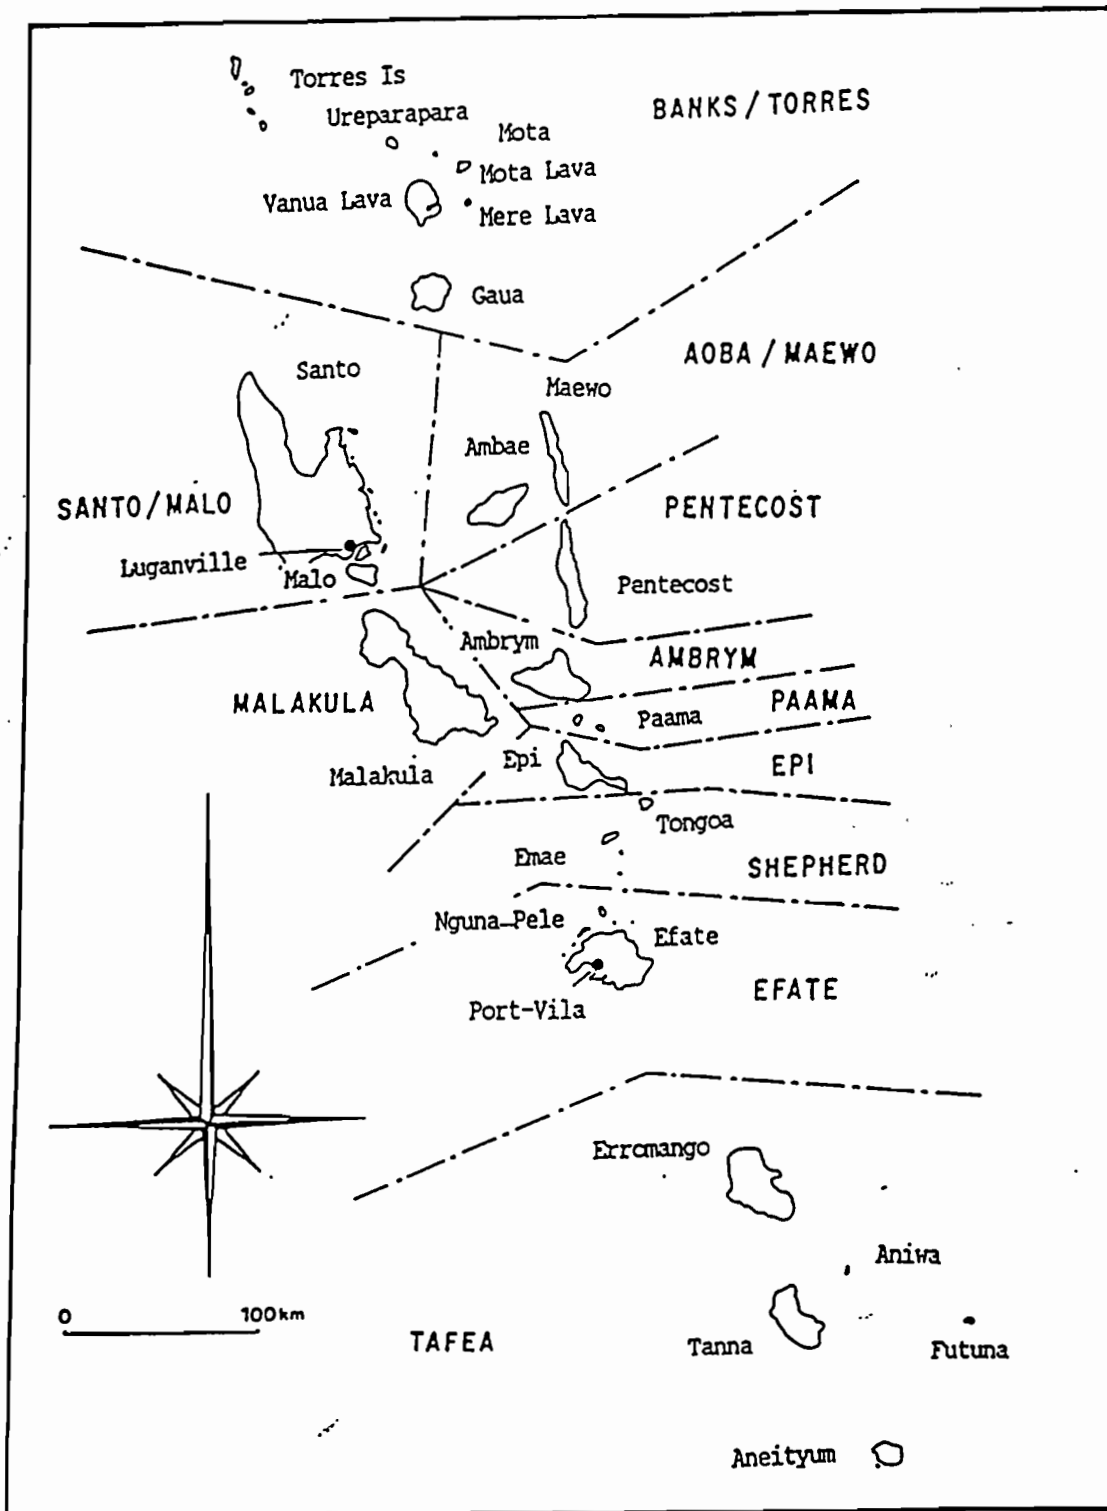 Torres Is
BANKS / TORRES
Ureparapara
Mota
Mota Lava
Vanua Lava
Mere Lava
Gaua
AOBA / MAEWO
Santo
Maewo
Ambae
SANTO/MALO
PENTECOST
Luganville
Malo
Pentecost
Ambrym
AMBRYM
MALAKULA
PAAMA
Paama
Epi
EPI
Malakula
Tongoa
Emae
SHEPHERD
Nguna-Pele
Efate
EFATE
Port-Vila
Erromango
Aniwa
0 100 km
TAFEA
Tanna
Futuna
Aneityum